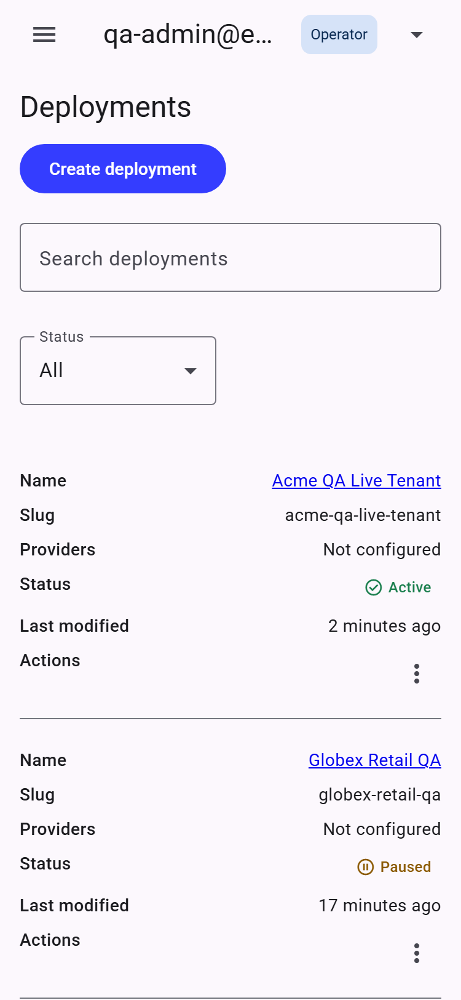 qa-admin@e...
Operator
Deployments
Create deployment
Search deployments
Status
All
Name Acme QA Live Tenant
Slug acme-qa-live-tenant
Providers Not configured
Status Active
Last modified 2 minutes ago
Actions
Name Globex Retail QA
Slug globex-retail-qa
Providers Not configured
Status Paused
Last modified 17 minutes ago
Actions